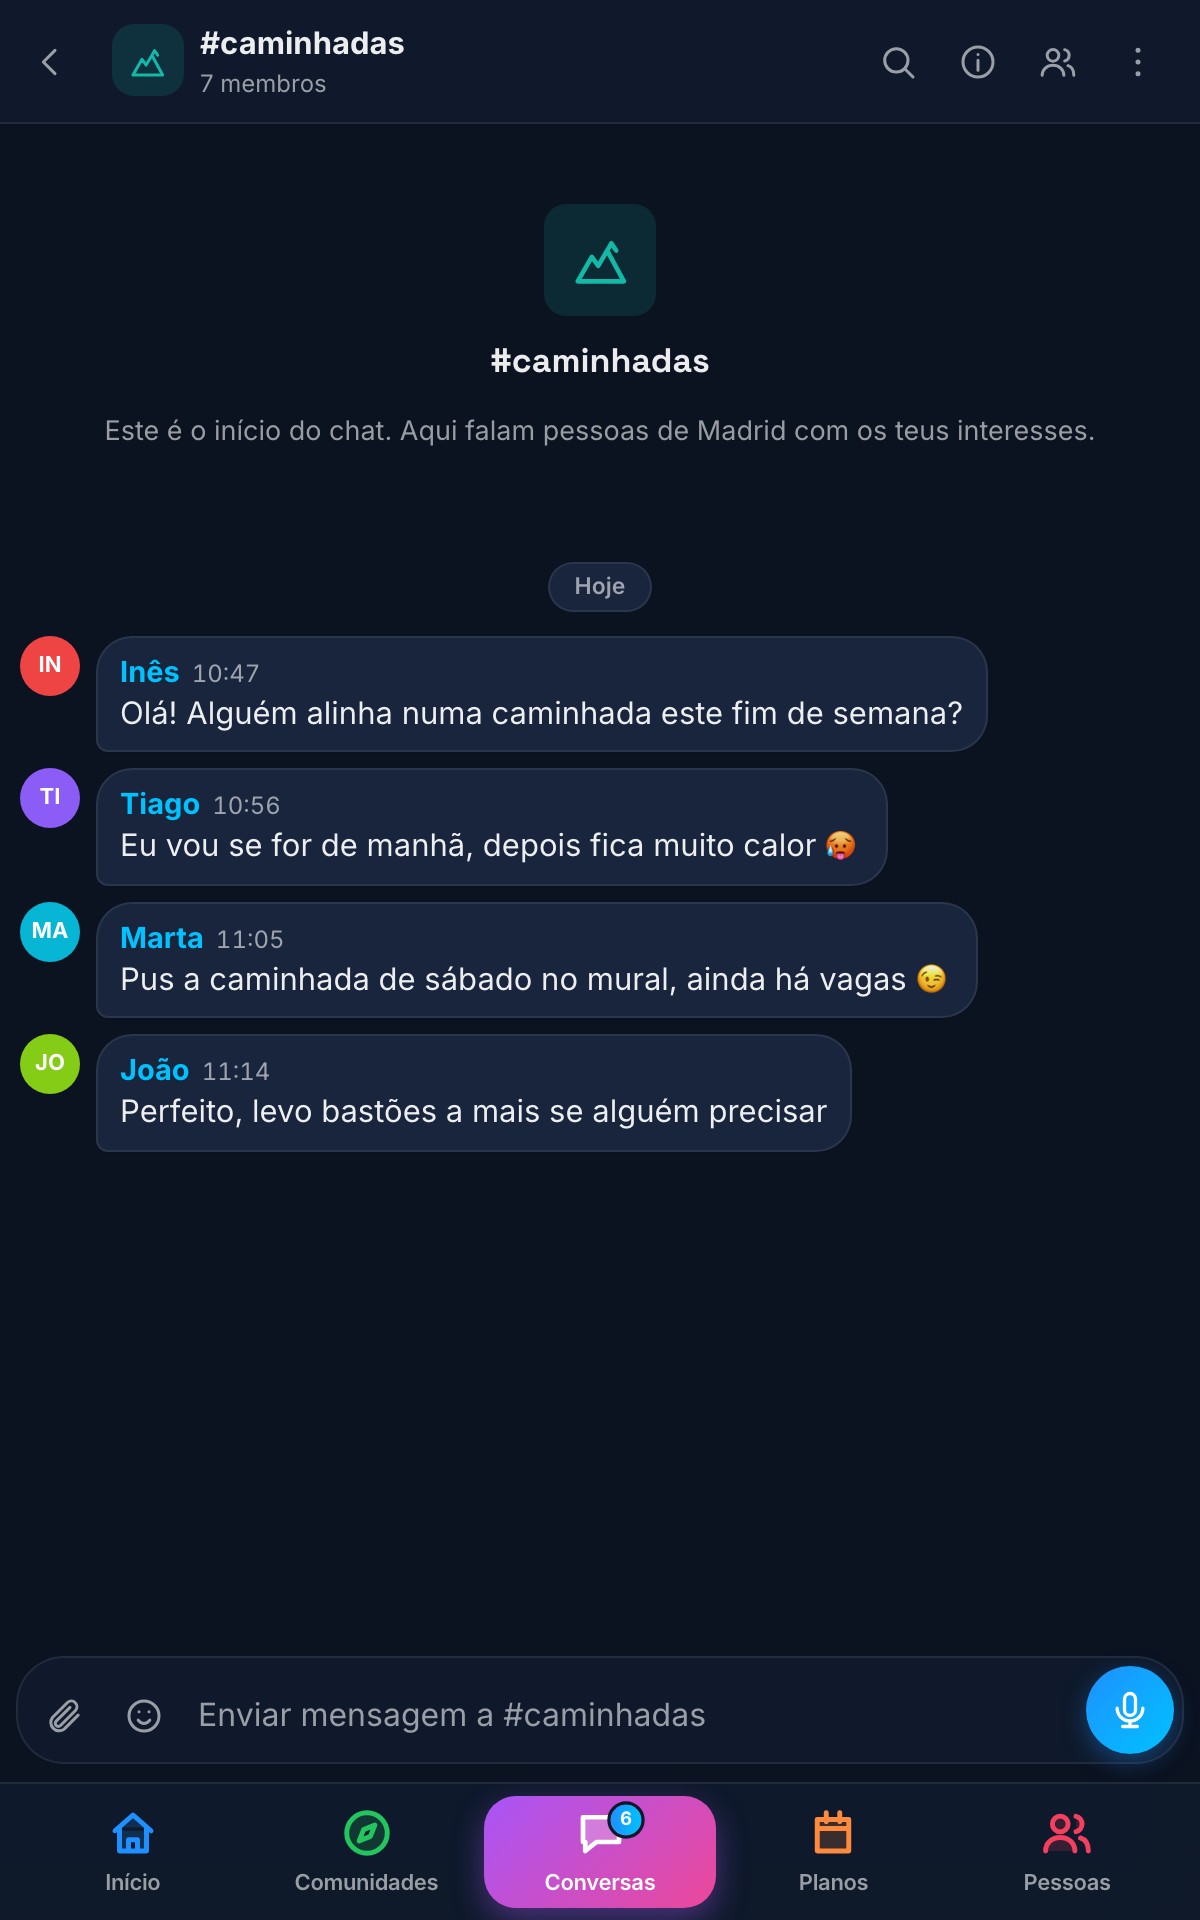 #caminhadas
7 membros
#caminhadas
Este é o início do chat. Aqui falam pessoas de Madrid com os teus interesses.
Hoje
IN
Inês 10:47
Olá! Alguém alinha numa caminhada este fim de semana?
TI
Tiago 10:56
Eu vou se for de manhã, depois fica muito calor 🥵
MA
Marta 11:05
Pus a caminhada de sábado no mural, ainda há vagas 😉
JO
João 11:14
Perfeito, levo bastões a mais se alguém precisar
Enviar mensagem a #caminhadas
6
Início
Comunidades
Conversas
Planos
Pessoas